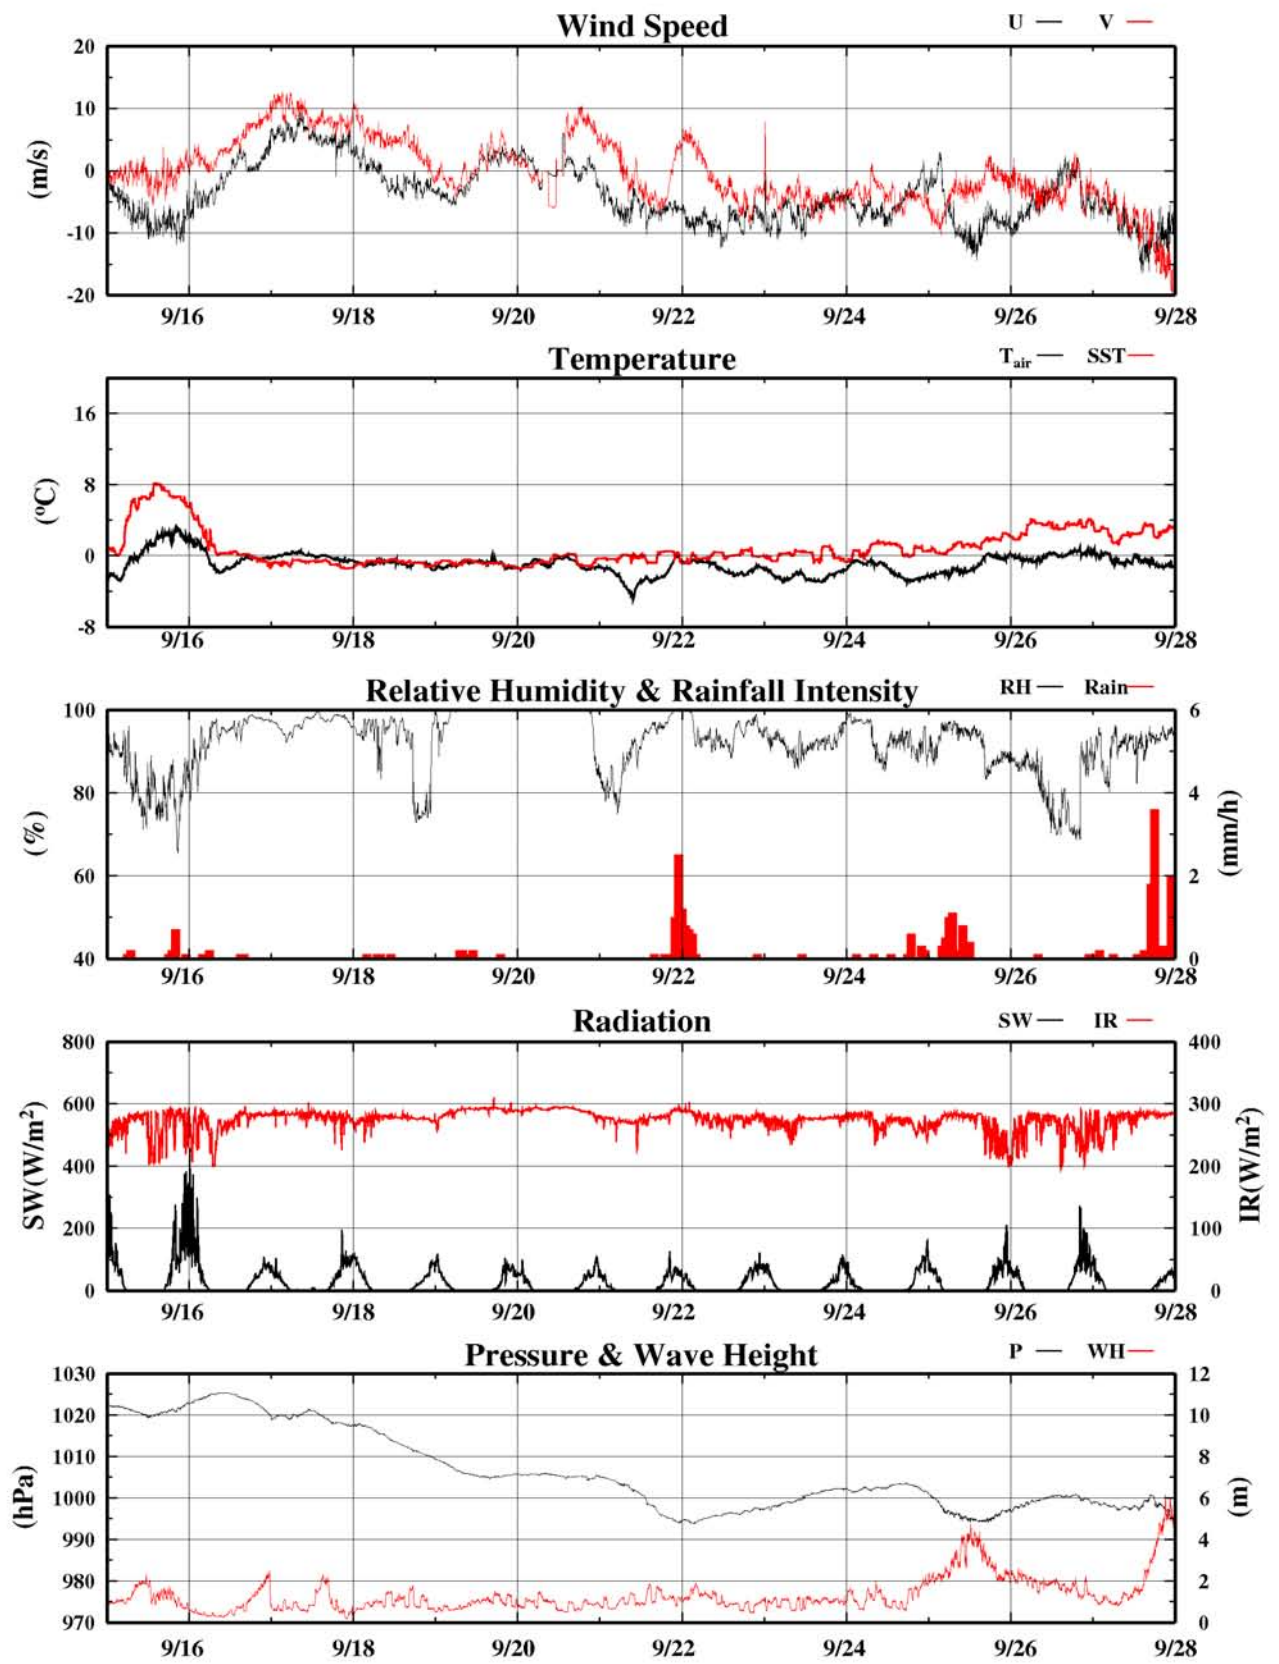 Wind Speed U V
20
10
0
-10
-20
(m/s)
9/16 9/18 9/20 9/22 9/24 9/26 9/28
Temperature Tair SST
16
8
0
-8
(°C)
9/16 9/18 9/20 9/22 9/24 9/26 9/28
Relative Humidity & Rainfall Intensity RH Rain
100 6
80 4
60 2
40 0
(%) (mm/h)
9/16 9/18 9/20 9/22 9/24 9/26 9/28
Radiation SW IR
800 400
600 300
400 200
200 100
0 0
SW(W/m²) IR(W/m²)
9/16 9/18 9/20 9/22 9/24 9/26 9/28
Pressure & Wave Height P WH
1030 12
1020 10
1010 8
1000 6
990 4
980 2
970 0
(hPa) (m)
9/16 9/18 9/20 9/22 9/24 9/26 9/28